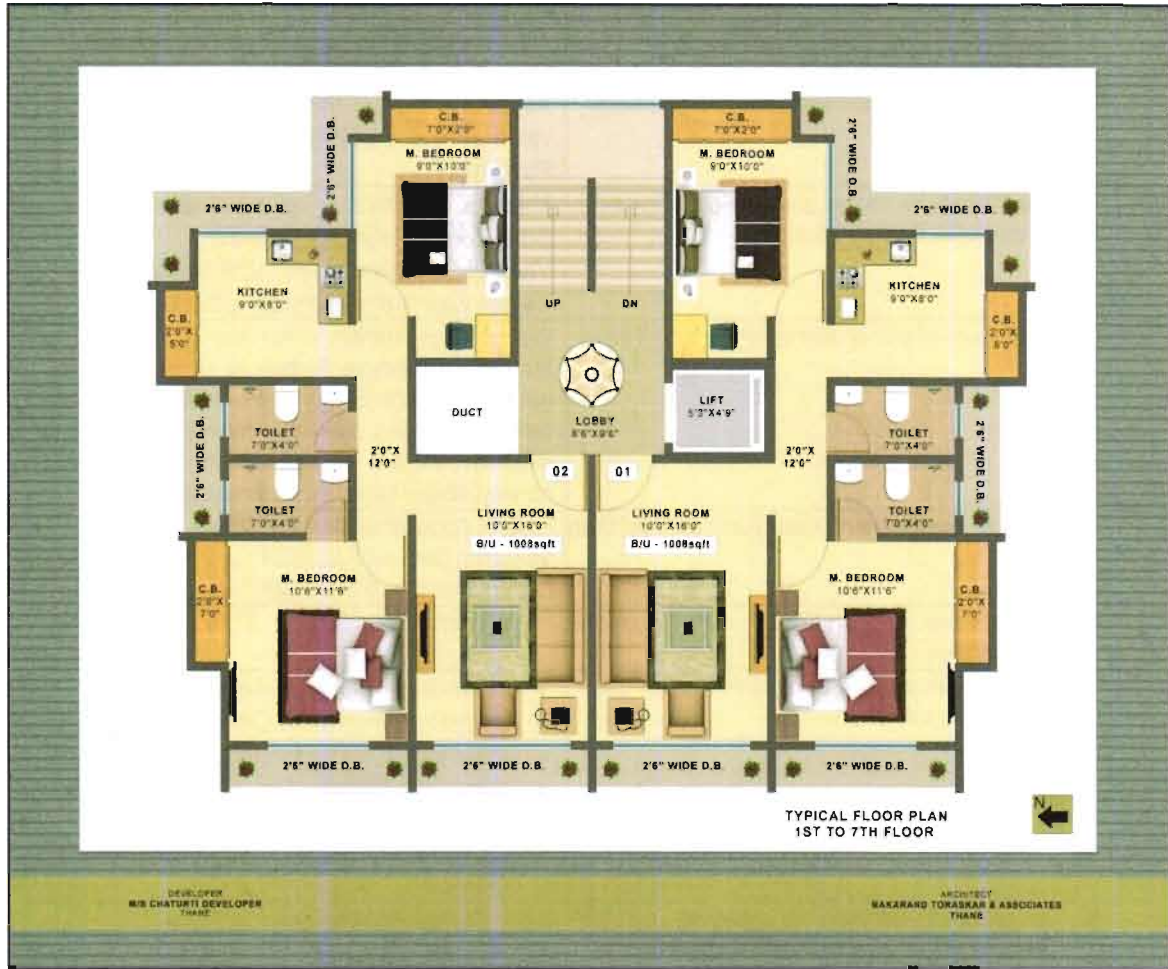 C.B.
7'0"X2'0"
C.B.
7'0"X2'0"
2'6" WIDE D.B.
2'6" WIDE D.B.
M. BEDROOM
9'0"X10'0"
M. BEDROOM
9'0"X10'0"
2'6" WIDE D.B.
2'6" WIDE D.B.
KITCHEN
9'0"X8'0"
UP
DN
KITCHEN
9'0"X8'0"
C.B.
2'0"X
5'0"
C.B.
2'0"X
DUCT
LOBBY
LIFT
TOILET
7'0"X4'0"
TOILET
7'0"X4'0"
2'6" WIDE D.B.
2'6" WIDE D.B.
2'0"X
12'0"
2'0"X
12'0"
02
01
TOILET
7'0"X4'0"
TOILET
7'0"X4'0"
LIVING ROOM
10'0"X16'0"
B/U - 1008sqft
LIVING ROOM
10'0"X16'0"
B/U - 1008sqft
M. BEDROOM
10'6"X11'6"
M. BEDROOM
10'6"X11'6"
C.B.
2'0"X
7'0"
C.B.
2'0"X
7'0"
2'6" WIDE D.B.
2'6" WIDE D.B.
2'6" WIDE D.B.
2'6" WIDE D.B.
TYPICAL FLOOR PLAN
1ST TO 7TH FLOOR
N
DEVELOPER
M/S CHATURTI DEVELOPER
THANE
ARCHITECT
MAKARAND TORASKAR & ASSOCIATES
THANE